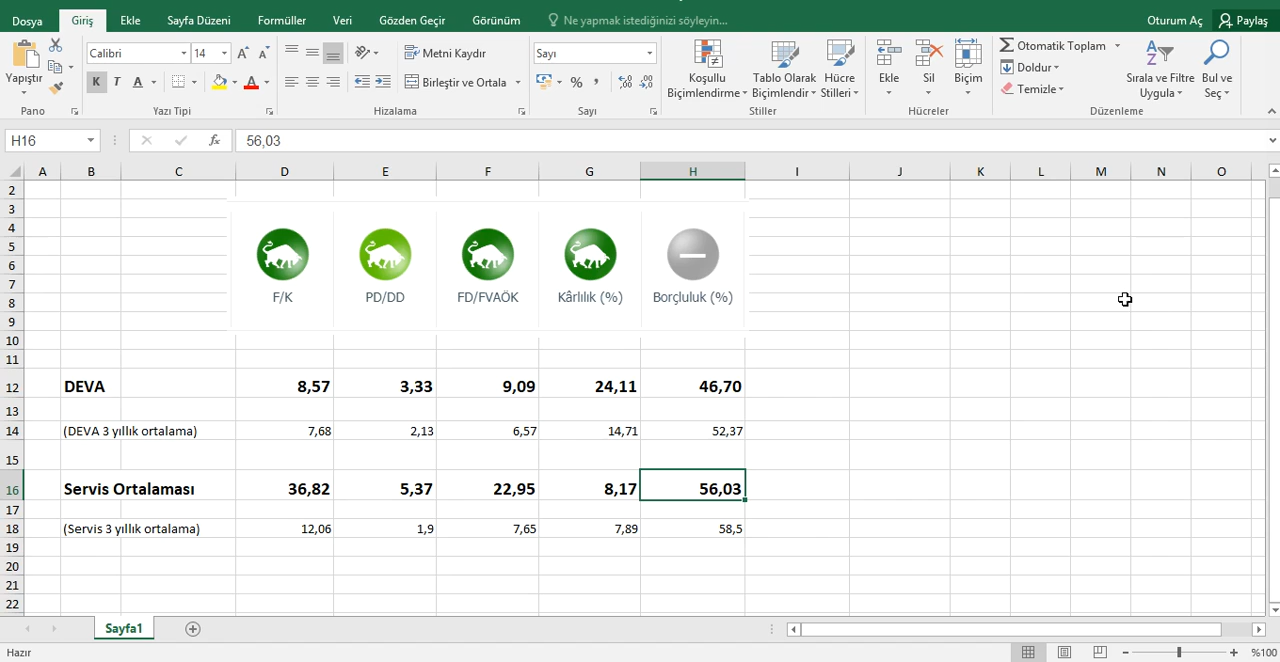 Dosya Giriş Ekle Sayfa Düzeni Formüller Veri Gözden Geçir Görünüm Ne yapmak istediğinizi söyleyin... Oturum Aç Paylaş
Yapıştır
Calibri 14
K T A A
Metni Kaydır
Birleştir ve Ortala
Sayı
%
Koşullu Biçimlendirme
Tablo Olarak Biçimlendir
Hücre Stilleri
Ekle Sil Biçim
Otomatik Toplam
Doldur
Temizle
Sırala ve Filtre Uygula
Bul ve Seç
Pano Yazı Tipi Hizalama Sayı Stiller Hücreler Düzenleme
H16 fx 56,03
A B C D E F G H I J K L M N O
2
3
4
5
6
7
8
F/K PD/DD FD/FVAÖK Kârlılık (%) Borçluluk (%)
9
10
11
12 DEVA 8,57 3,33 9,09 24,11 46,70
13
14 (DEVA 3 yıllık ortalama) 7,68 2,13 6,57 14,71 52,37
15
16 Servis Ortalaması 36,82 5,37 22,95 8,17 56,03
17
18 (Servis 3 yıllık ortalama) 12,06 1,9 7,65 7,89 58,5
19
20
21
22
Sayfa1
Hazır %100